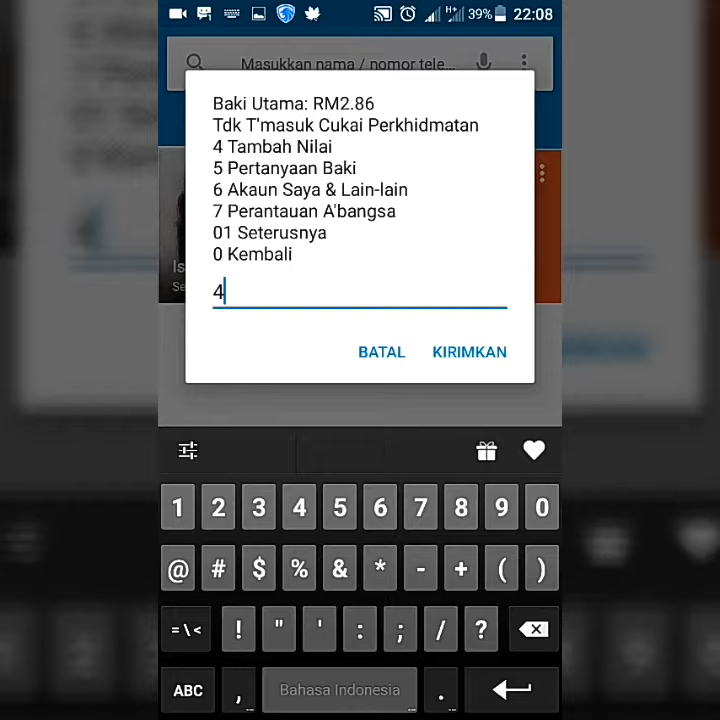 39% 22:08
Masukkan nama / nomor tele...
Baki Utama: RM2.86
Tdk T'masuk Cukai Perkhidmatan
4 Tambah Nilai
5 Pertanyaan Baki
6 Akaun Saya & Lain-lain
7 Perantauan A'bangsa
01 Seterusnya
0 Kembali
4
BATAL KIRIMKAN
1 2 3 4 5 6 7 8 9 0
@ # $ % & * - + ( )
=\< ! " ' : ; / ?
ABC , Bahasa Indonesia .